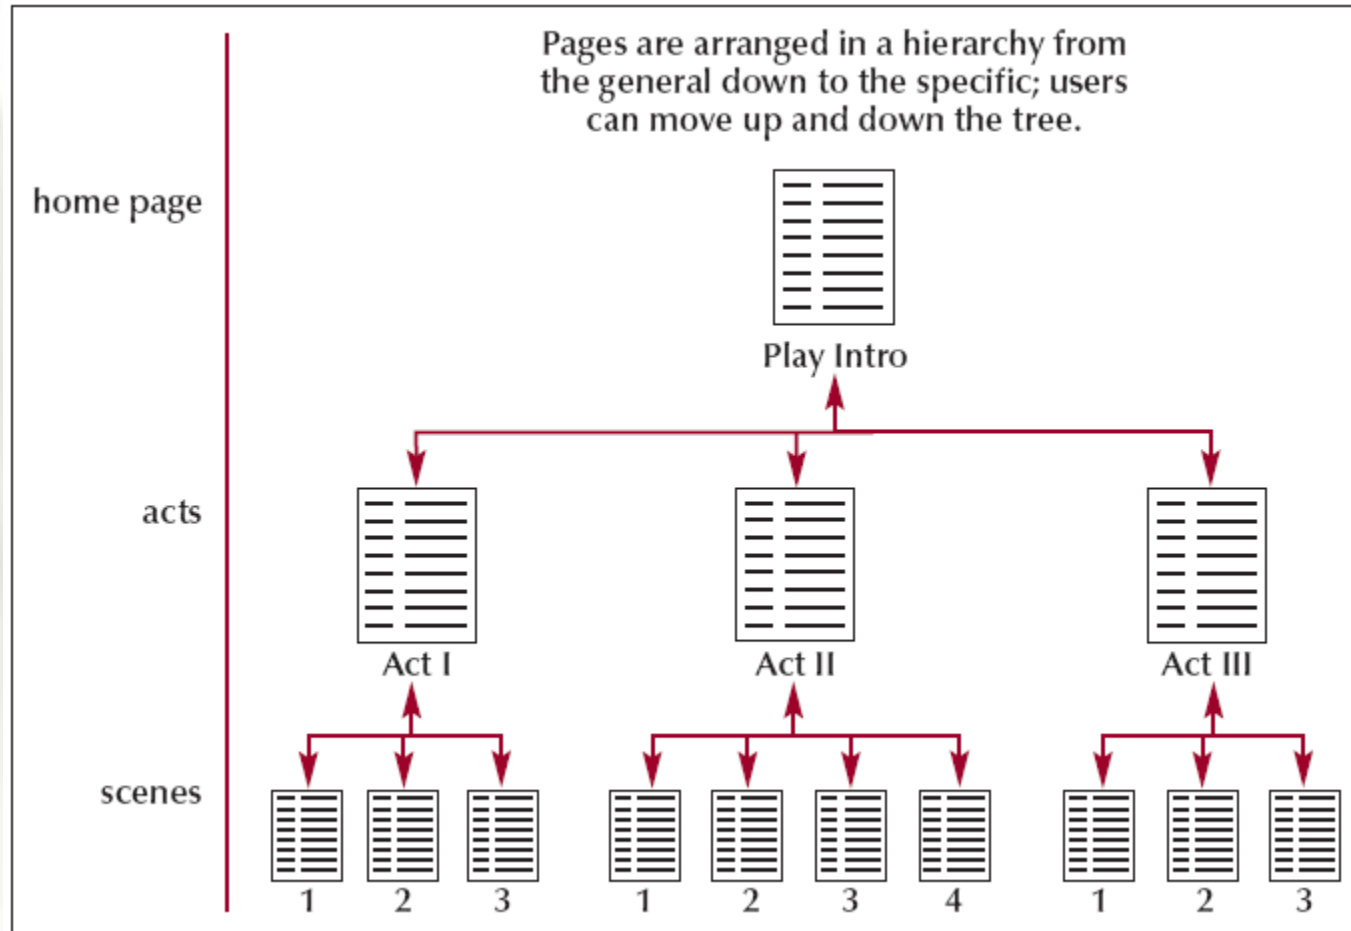 Pages are arranged in a hierarchy from
the general down to the specific; users
can move up and down the tree.
home page
Play Intro
acts
Act I
Act II
Act III
scenes
1 2 3 1 2 3 4 1 2 3